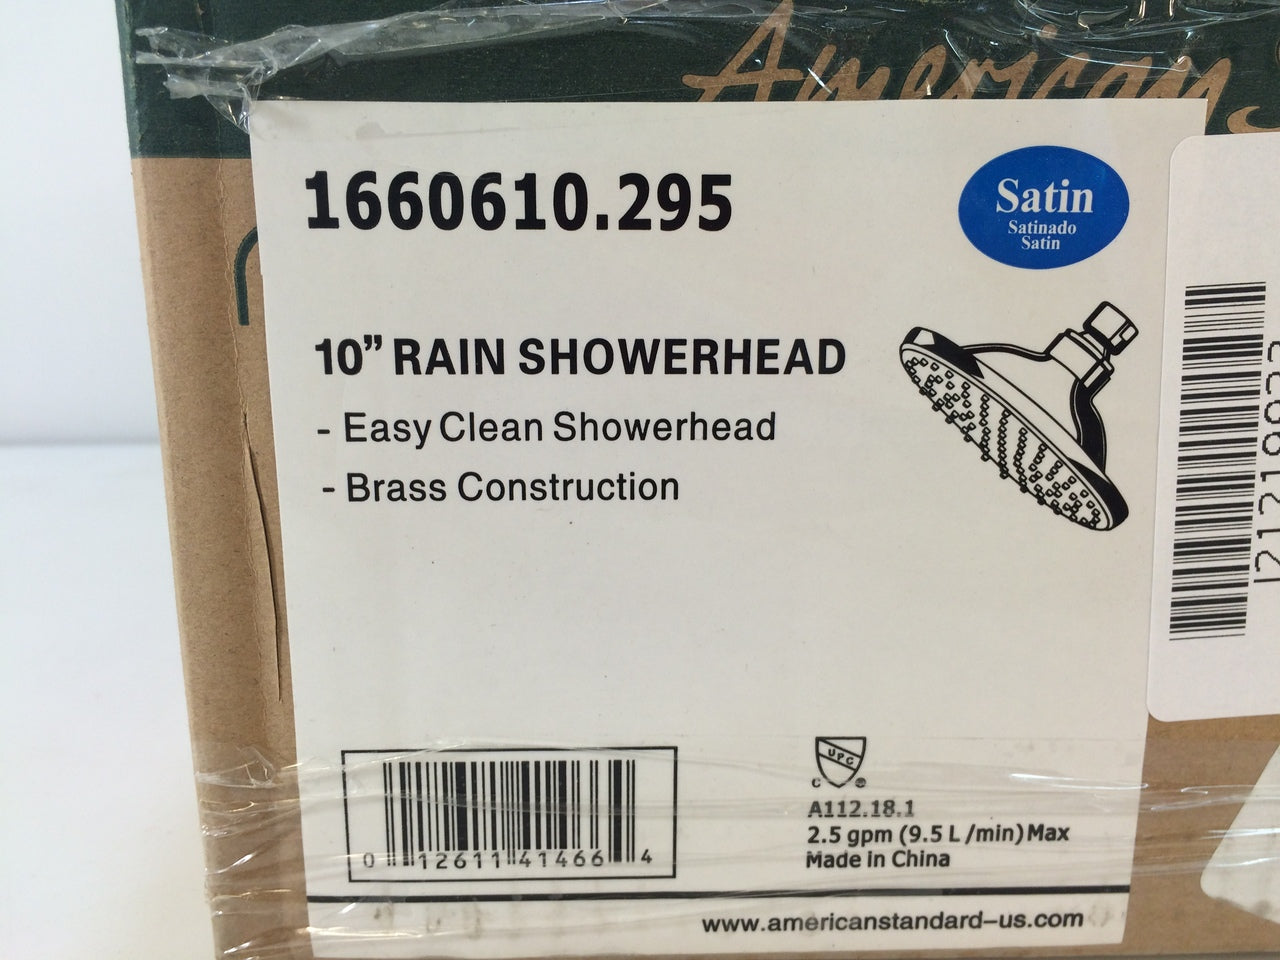 American
1660610.295
Satin
Satinado
Satin
10” RAIN SHOWERHEAD
- Easy Clean Showerhead
- Brass Construction
UPC
C ®
A112.18.1
2.5 gpm (9.5 L /min) Max
Made in China
0 12611 41466 4
www.americanstandard-us.com